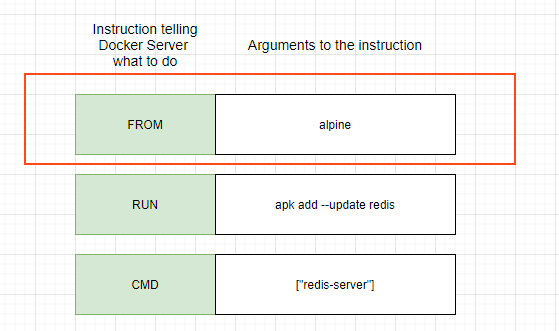 Instruction telling
Docker Server
what to do
Arguments to the instruction
FROM
alpine
RUN
apk add --update redis
CMD
["redis-server"]